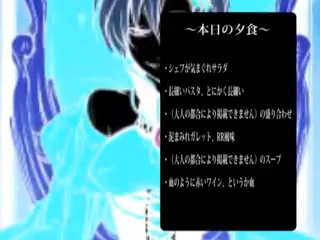 ～本日の夕食～
・シェフが気まぐれサラダ
・長細いパスタ、とにかく長細い
・（大人の都合により掲載できません）の盛り合わせ
・泥まみれガレット、RR風味
・（大人の都合により掲載できません）のスープ
・血のように赤いワイン、というか血